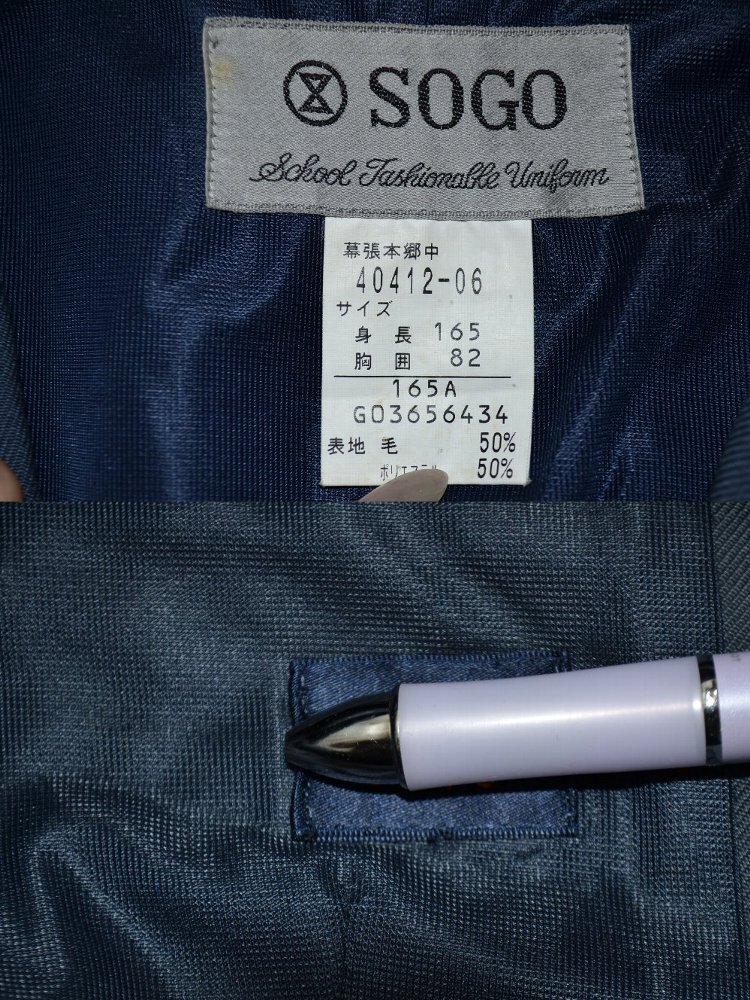 SOGO
School Fashionable Uniform
幕張本郷中
40412-06
サイズ
身長 165
胸囲 82
165A
G03656434
表地 毛 50%
ポリエステル 50%